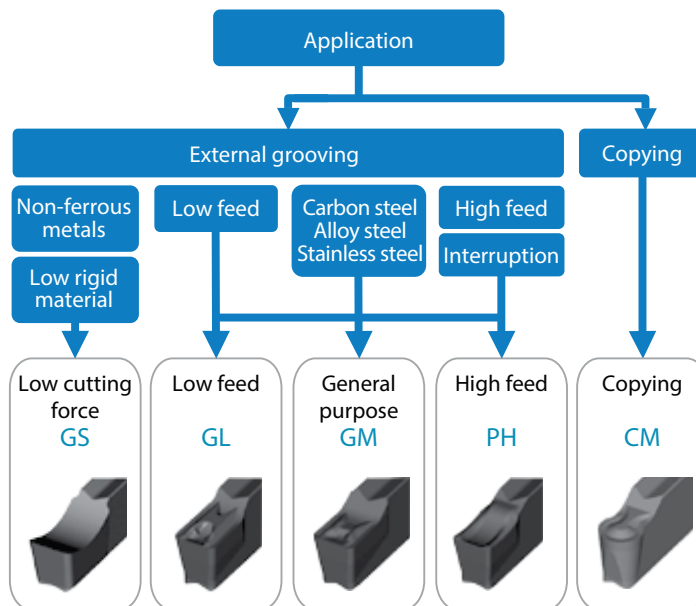 Application
External grooving
Copying
Non-ferrous
metals
Low feed
Carbon steel
Alloy steel
Stainless steel
High feed
Low rigid
material
Interruption
Low cutting
force
GS
Low feed
GL
General
purpose
GM
High feed
PH
Copying
CM